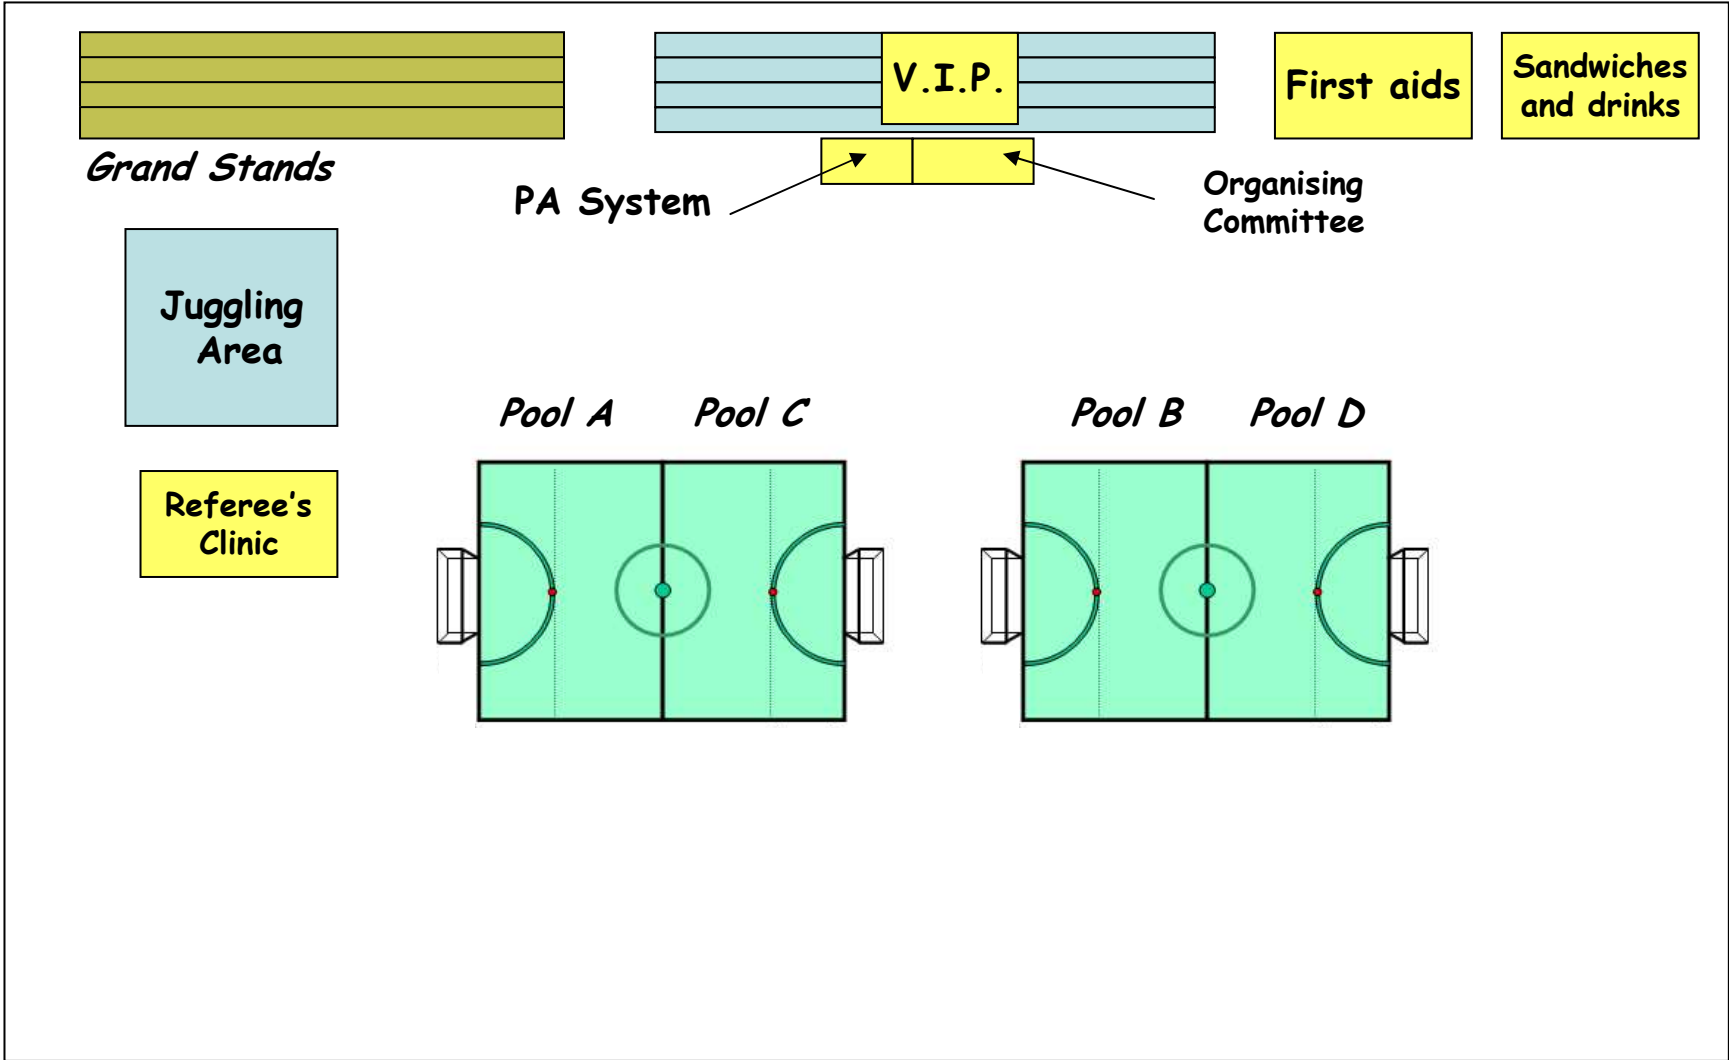 V.I.P.
First aids
Sandwiches
and drinks
Grand Stands
PA System
Organising
Committee
Juggling
Area
Pool A
Pool C
Pool B
Pool D
Referee's
Clinic